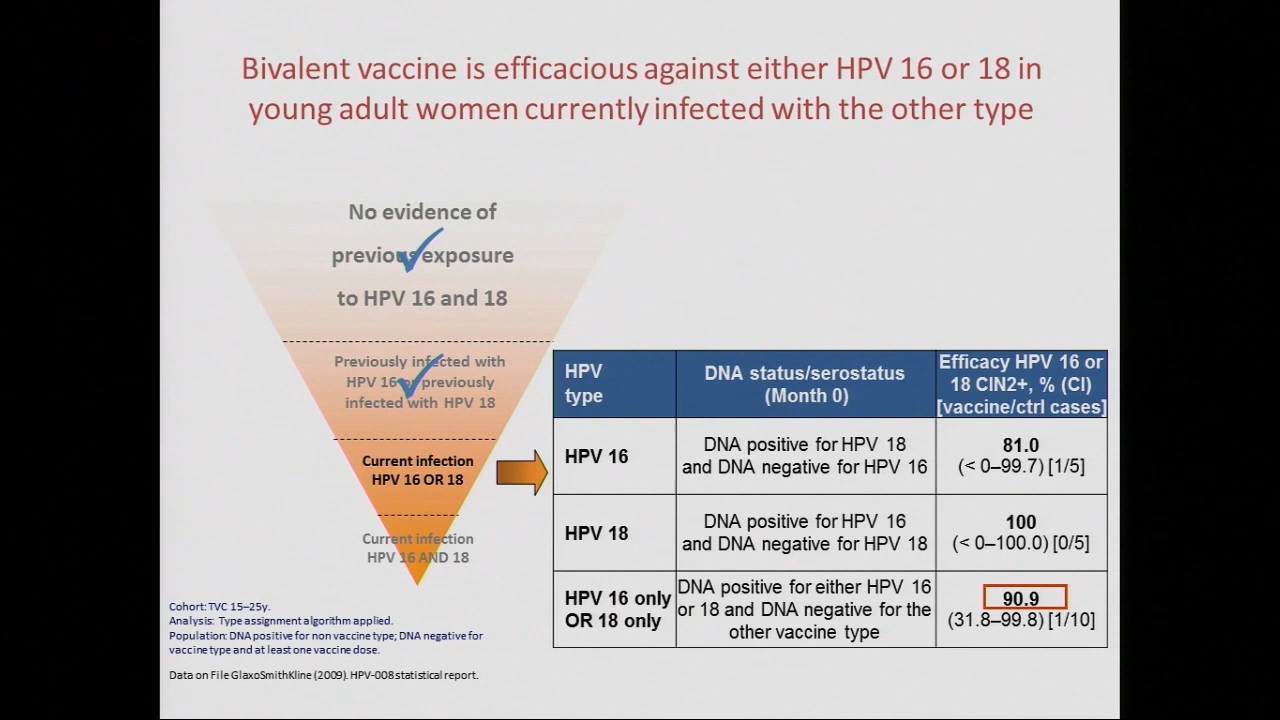 Bivalent vaccine is efficacious against either HPV 16 or 18 in
young adult women currently infected with the other type
No evidence of
previous exposure
to HPV 16 and 18
Previously infected with
HPV 16 or previously
infected with HPV 18
Current infection
HPV 16 OR 18
Current infection
HPV 16 AND 18
HPV
type
DNA status/serostatus
(Month 0)
Efficacy HPV 16 or
18 CIN2+, % (CI)
[vaccine/ctrl cases]
HPV 16
DNA positive for HPV 18
and DNA negative for HPV 16
81.0
(< 0–99.7) [1/5]
HPV 18
DNA positive for HPV 16
and DNA negative for HPV 18
100
(< 0–100.0) [0/5]
HPV 16 only
OR 18 only
DNA positive for either HPV 16
or 18 and DNA negative for the
other vaccine type
90.9
(31.8–99.8) [1/10]
Cohort: TVC 15–25y.
Analysis: Type assignment algorithm applied.
Population: DNA positive for non vaccine type; DNA negative for
vaccine type and at least one vaccine dose.
Data on File GlaxoSmithKline (2009). HPV-008 statistical report.